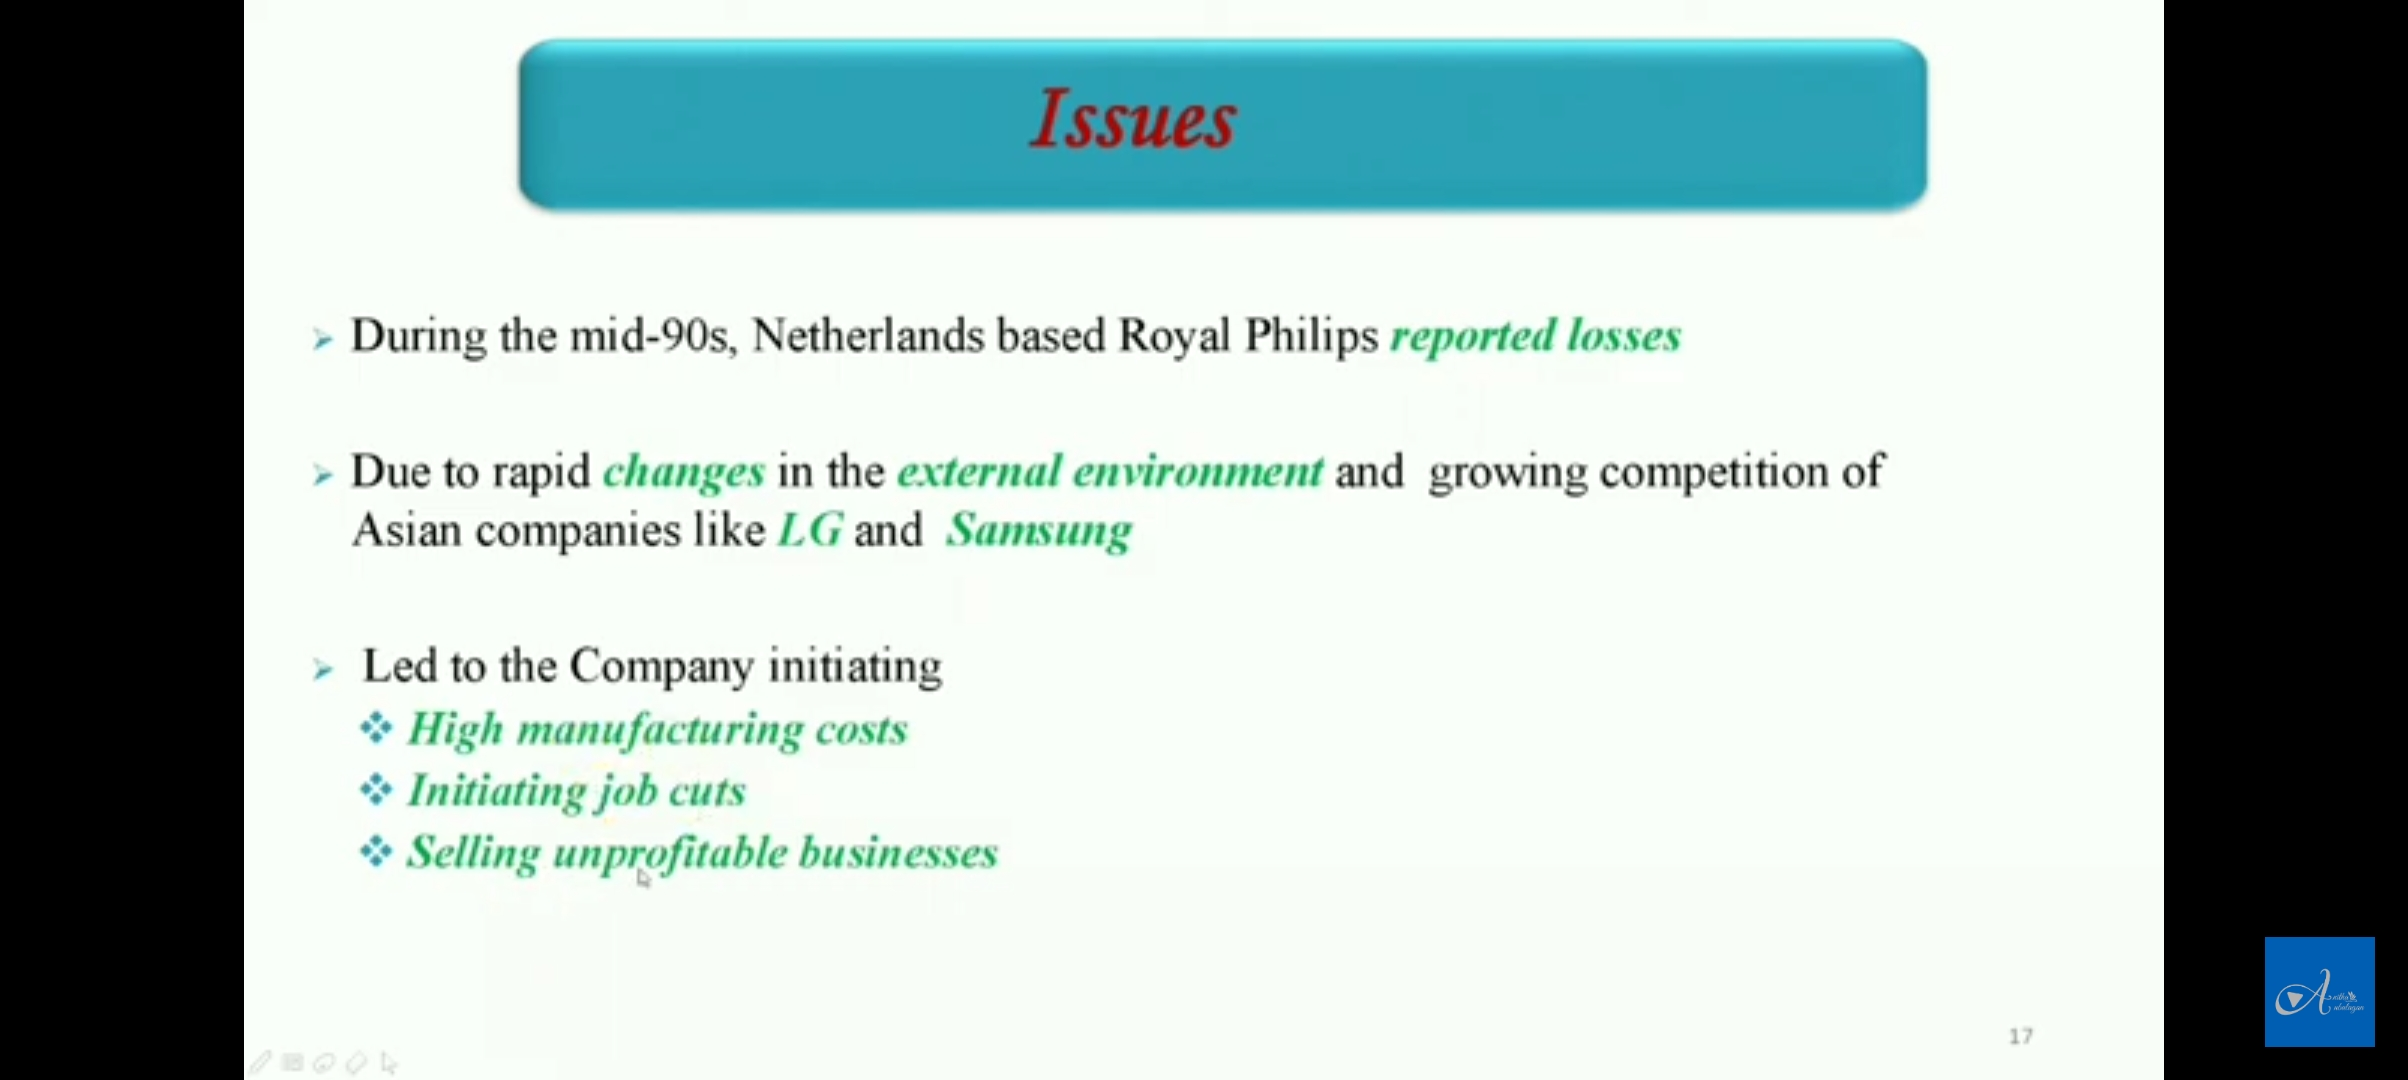 Issues
During the mid-90s, Netherlands based Royal Philips reported losses
Due to rapid changes in the external environment and growing competition of
Asian companies like LG and Samsung
Led to the Company initiating
High manufacturing costs
Initiating job cuts
Selling unprofitable businesses
17